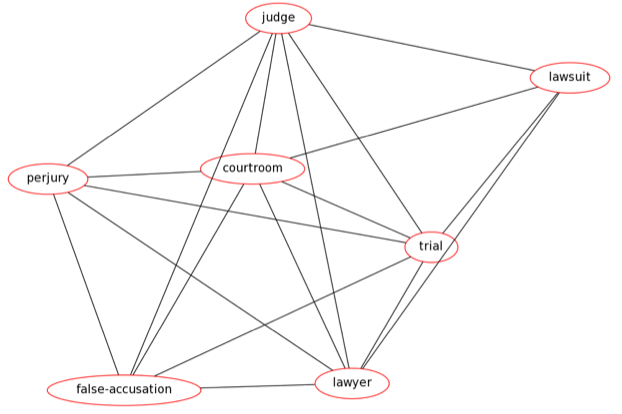 judge
lawsuit
courtroom
perjury
trial
lawyer
false-accusation